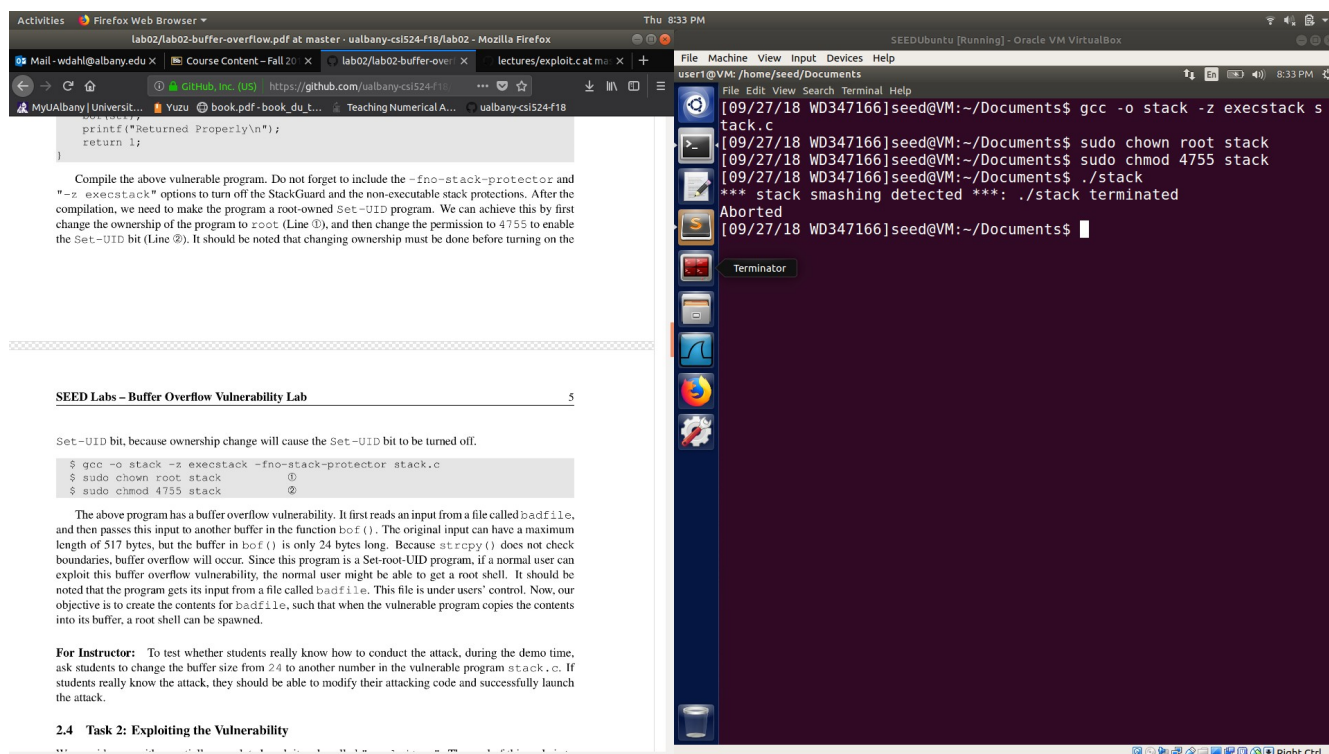 Activities Firefox Web Browser Thu 8:33 PM
lab02/lab02-buffer-overflow.pdf at master · ualbany-csi524-f18/lab02 - Mozilla Firefox
Mail - wdahl@albany.edu × Course Content – Fall 20 × lab02/lab02-buffer-over × lectures/exploit.c at ma × +
GitHub, Inc. (US) https://github.com/ualbany-csi524-f18
MyUAlbany | Universit... Yuzu book.pdf - book_du_t... Teaching Numerical A... ualbany-csi524-f18
bof(str);
printf("Returned Properly\n");
return 1;
}
Compile the above vulnerable program. Do not forget to include the -fno-stack-protector and
"-z execstack" options to turn off the StackGuard and the non-executable stack protections. After the
compilation, we need to make the program a root-owned Set-UID program. We can achieve this by first
change the ownership of the program to root (Line ①), and then change the permission to 4755 to enable
the Set-UID bit (Line ②). It should be noted that changing ownership must be done before turning on the
SEED Labs – Buffer Overflow Vulnerability Lab 5
Set-UID bit, because ownership change will cause the Set-UID bit to be turned off.
$ gcc -o stack -z execstack -fno-stack-protector stack.c
$ sudo chown root stack ①
$ sudo chmod 4755 stack ②
The above program has a buffer overflow vulnerability. It first reads an input from a file called badfile,
and then passes this input to another buffer in the function bof(). The original input can have a maximum
length of 517 bytes, but the buffer in bof() is only 24 bytes long. Because strcpy() does not check
boundaries, buffer overflow will occur. Since this program is a Set-root-UID program, if a normal user can
exploit this buffer overflow vulnerability, the normal user might be able to get a root shell. It should be
noted that the program gets its input from a file called badfile. This file is under users' control. Now, our
objective is to create the contents for badfile, such that when the vulnerable program copies the contents
into its buffer, a root shell can be spawned.
For Instructor: To test whether students really know how to conduct the attack, during the demo time,
ask students to change the buffer size from 24 to another number in the vulnerable program stack.c. If
students really know the attack, they should be able to modify their attacking code and successfully launch
the attack.
2.4 Task 2: Exploiting the Vulnerability
SEEDUbuntu [Running] - Oracle VM VirtualBox
File Machine View Input Devices Help
user1@VM: /home/seed/Documents En 8:33 PM
File Edit View Search Terminal Help
[09/27/18 WD347166]seed@VM:~/Documents$ gcc -o stack -z execstack s
tack.c
[09/27/18 WD347166]seed@VM:~/Documents$ sudo chown root stack
[09/27/18 WD347166]seed@VM:~/Documents$ sudo chmod 4755 stack
[09/27/18 WD347166]seed@VM:~/Documents$ ./stack
*** stack smashing detected ***: ./stack terminated
Aborted
[09/27/18 WD347166]seed@VM:~/Documents$
Terminator
Right Ctrl